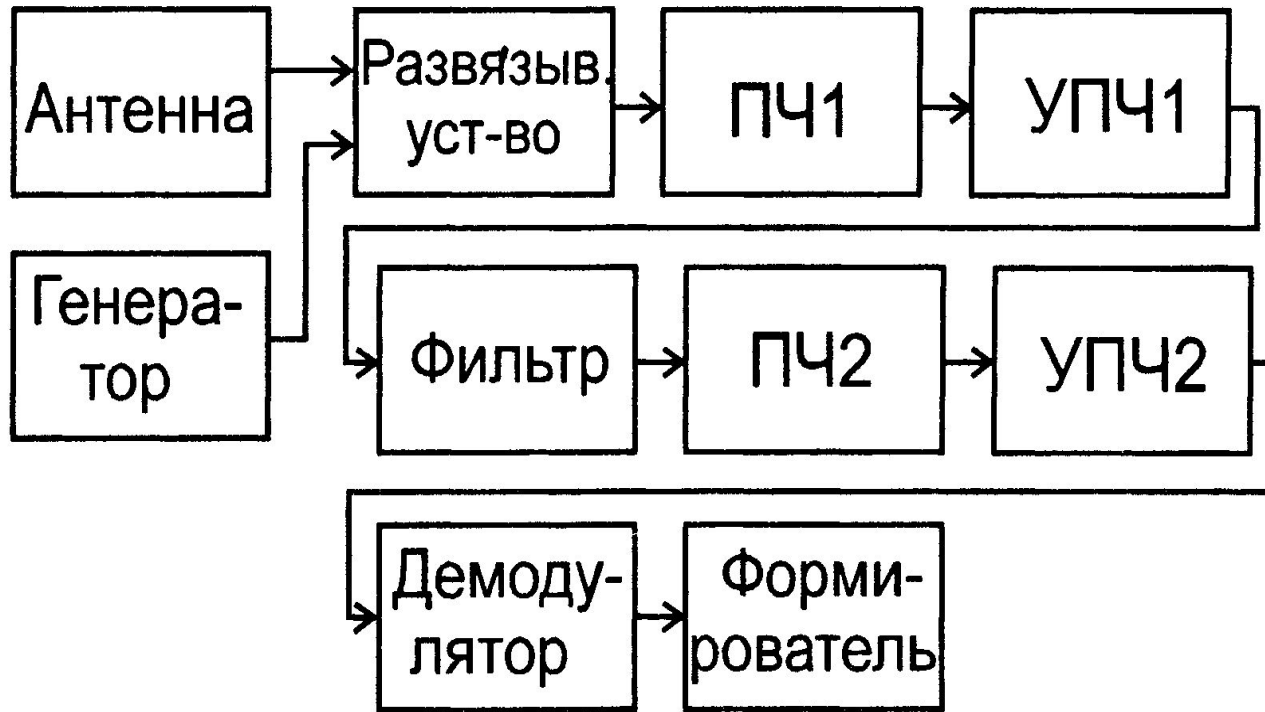 Антенна
Развязыв.
уст-во
ПЧ1
УПЧ1
Генера-
тор
Фильтр
ПЧ2
УПЧ2
Демоду-
лятор
Форми-
рователь